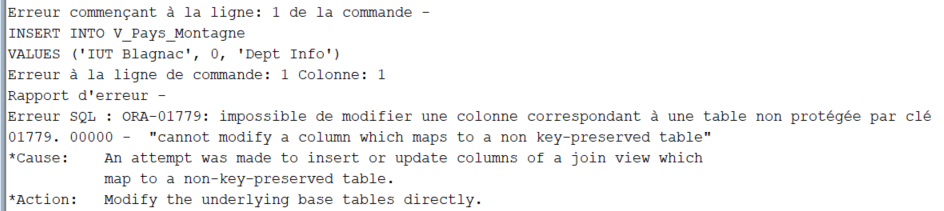 Erreur commençant à la ligne: 1 de la commande -
INSERT INTO V_Pays_Montagne
VALUES ('IUT Blagnac', 0, 'Dept Info')
Erreur à la ligne de commande: 1 Colonne: 1
Rapport d'erreur -
Erreur SQL : ORA-01779: impossible de modifier une colonne correspondant à une table non protégée par clé
01779. 00000 -  "cannot modify a column which maps to a non key-preserved table"
*Cause:    An attempt was made to insert or update columns of a join view which
           map to a non-key-preserved table.
*Action:   Modify the underlying base tables directly.